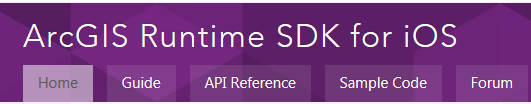 ArcGIS Runtime SDK for iOS
Home Guide API Reference Sample Code Forum